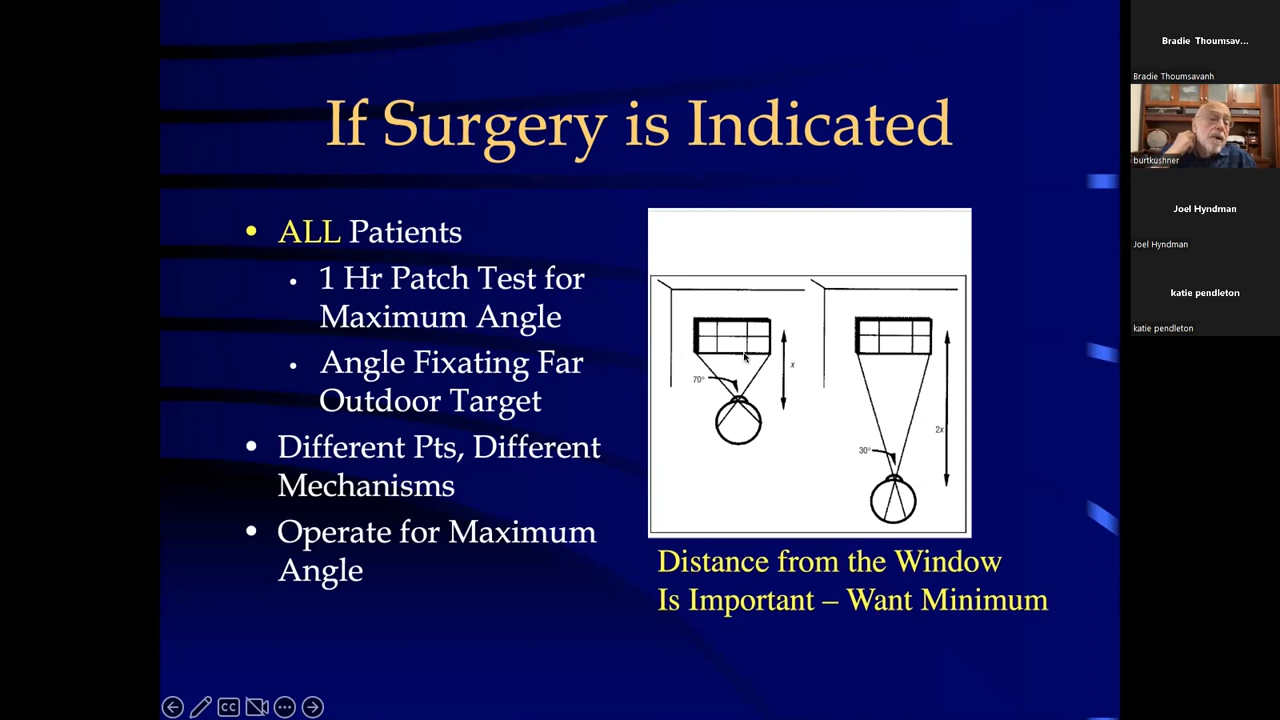 If Surgery is Indicated
• ALL Patients
• 1 Hr Patch Test for
Maximum Angle
• Angle Fixating Far
Outdoor Target
• Different Pts, Different
Mechanisms
• Operate for Maximum
Angle
70°
x
30°
2x
Distance from the Window
Is Important – Want Minimum
CC
Bradie Thoumsav...
Bradie Thoumsavanh
burtkushner
Joel Hyndman
Joel Hyndman
katie pendleton
katie pendleton